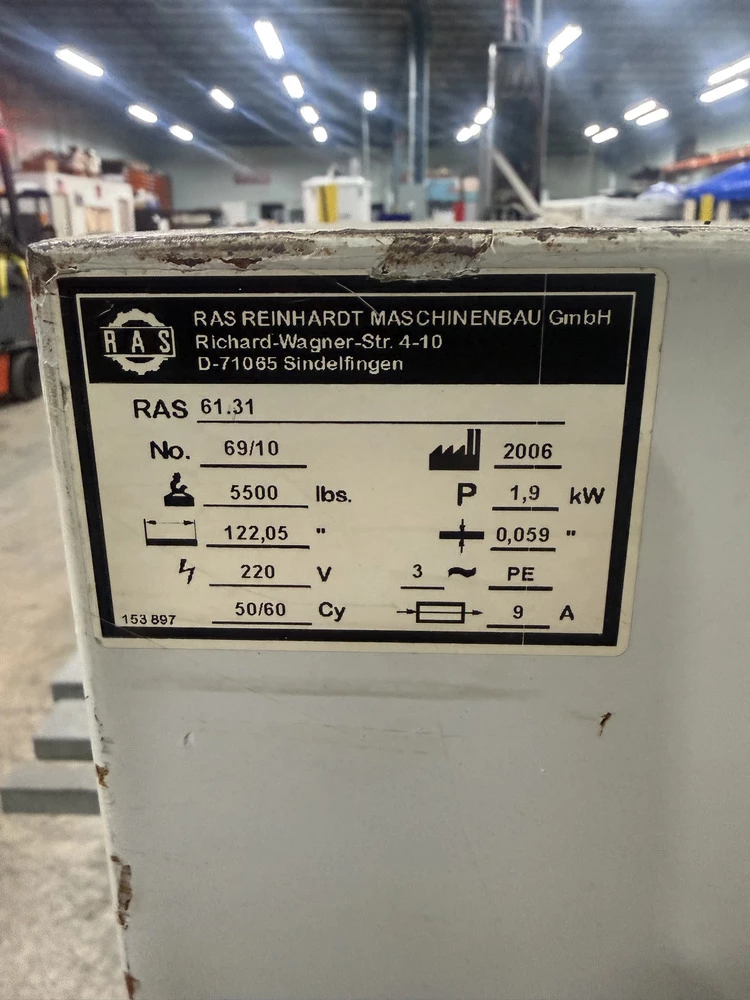 RAS
RAS REINHARDT MASCHINENBAU GmbH
Richard-Wagner-Str. 4-10
D-71065 Sindelfingen
RAS 61.31
No. 69/10 2006
5500 lbs. P 1,9 kW
122,05 " 0,059 "
220 V 3 ~ PE
153 897 50/60 Cy 9 A